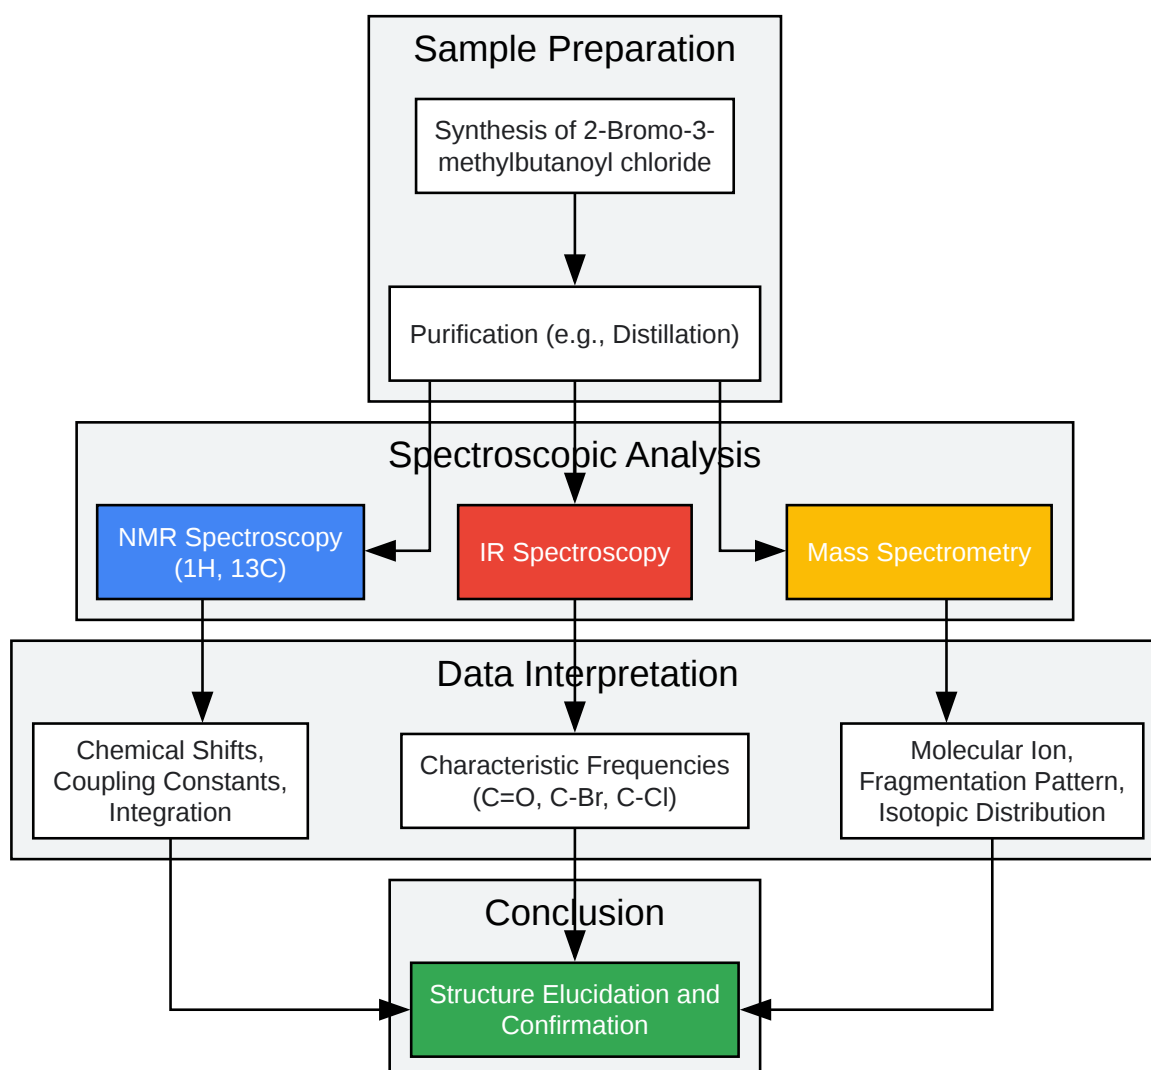 Sample Preparation
Synthesis of 2-Bromo-3-
methylbutanoyl chloride
Purification (e.g., Distillation)
Spectroscopic Analysis
NMR Spectroscopy
(1H, 13C)
IR Spectroscopy
Mass Spectrometry
Data Interpretation
Chemical Shifts,
Coupling Constants,
Integration
Characteristic Frequencies
(C=O, C-Br, C-Cl)
Molecular Ion,
Fragmentation Pattern,
Isotopic Distribution
Conclusion
Structure Elucidation and
Confirmation